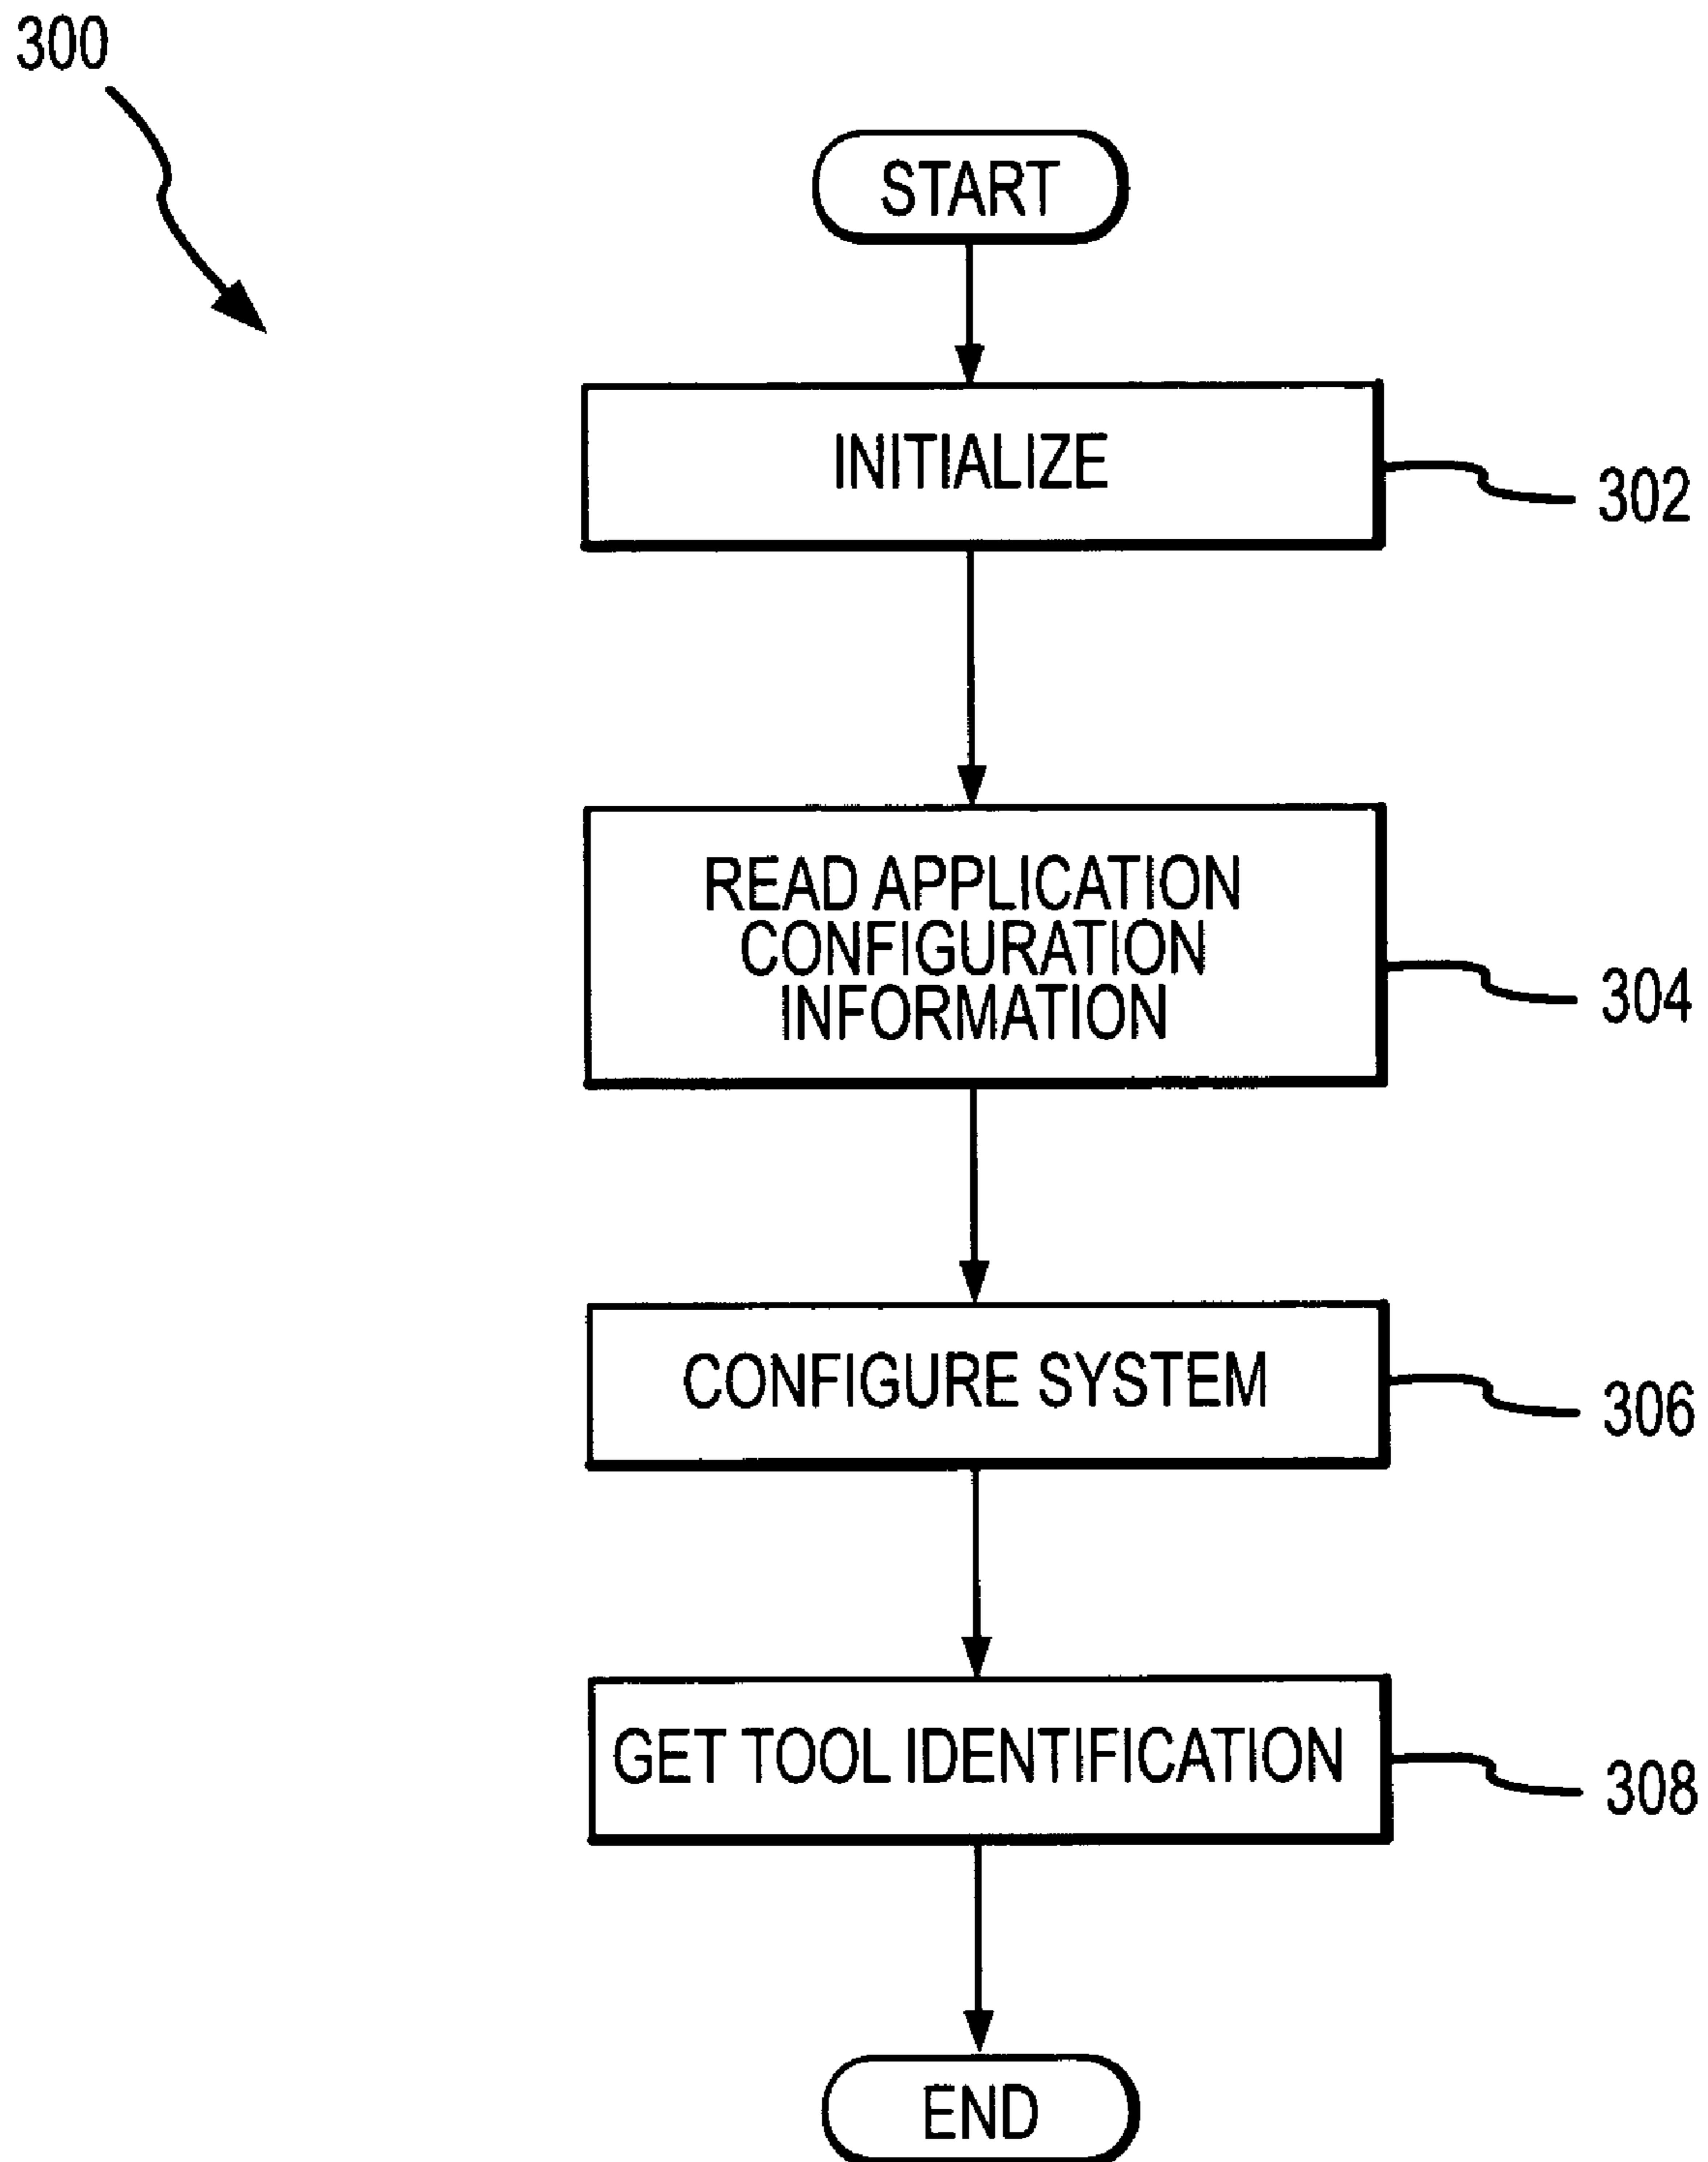 300
START
INITIALIZE
302
READ APPLICATION
CONFIGURATION
INFORMATION
304
CONFIGURE SYSTEM
306
GET TOOL IDENTIFICATION
308
END